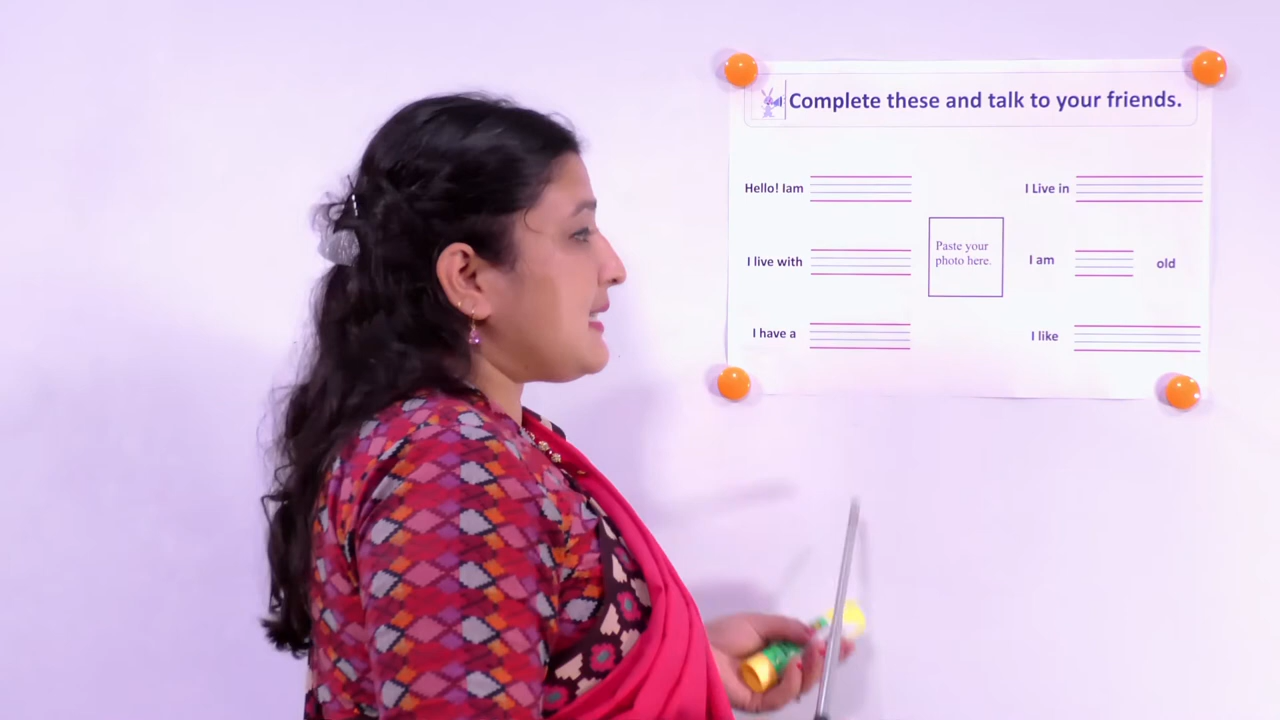 Complete these and talk to your friends.
Hello! Iam
I Live in
I live with
Paste your
photo here.
I am
old
I have a
I like